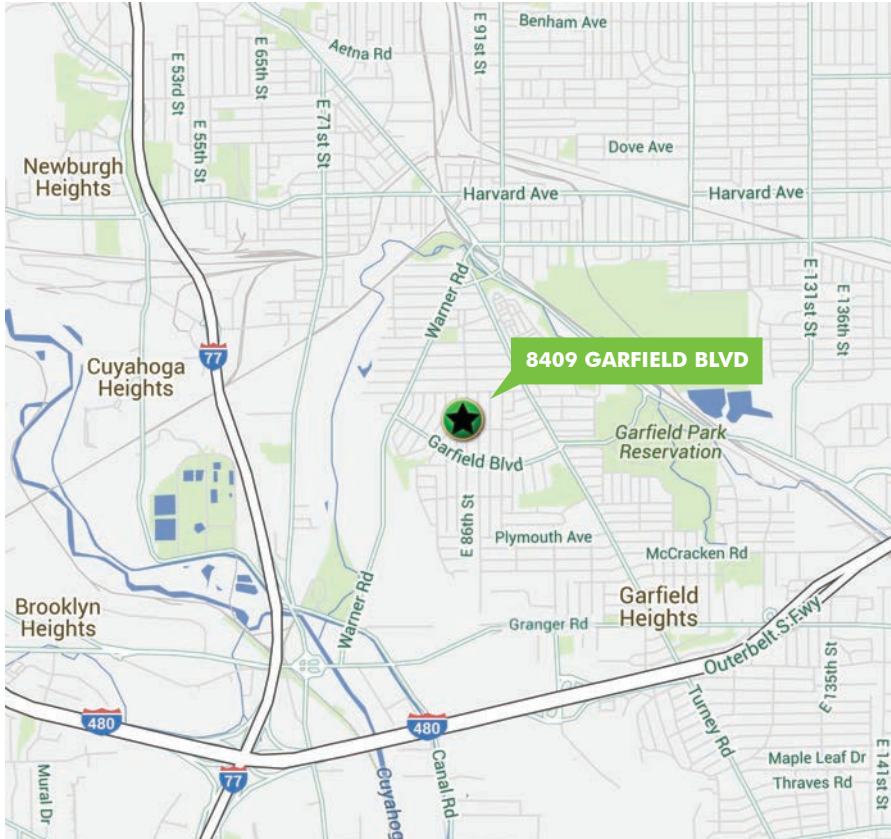 Benham Ave
E 91st St
Aetna Rd
E 65th St
E 53rd St
E 55th St
E 71st St
Dove Ave
Newburgh
Heights
Harvard Ave
Harvard Ave
Warner Rd
E 131st St
E 136th St
8409 GARFIELD BLVD
77
Cuyahoga
Heights
Garfield Park
Reservation
Garfield Blvd
E 86th St
Plymouth Ave
McCracken Rd
Brooklyn
Heights
Warner Rd
Garfield
Heights
Granger Rd
Outerbelt S Fwy
E 135th St
480
480
Turney Rd
77
Canal Rd
Cuyahog
Mural Dr
Maple Leaf Dr
Thraves Rd
E 141st St